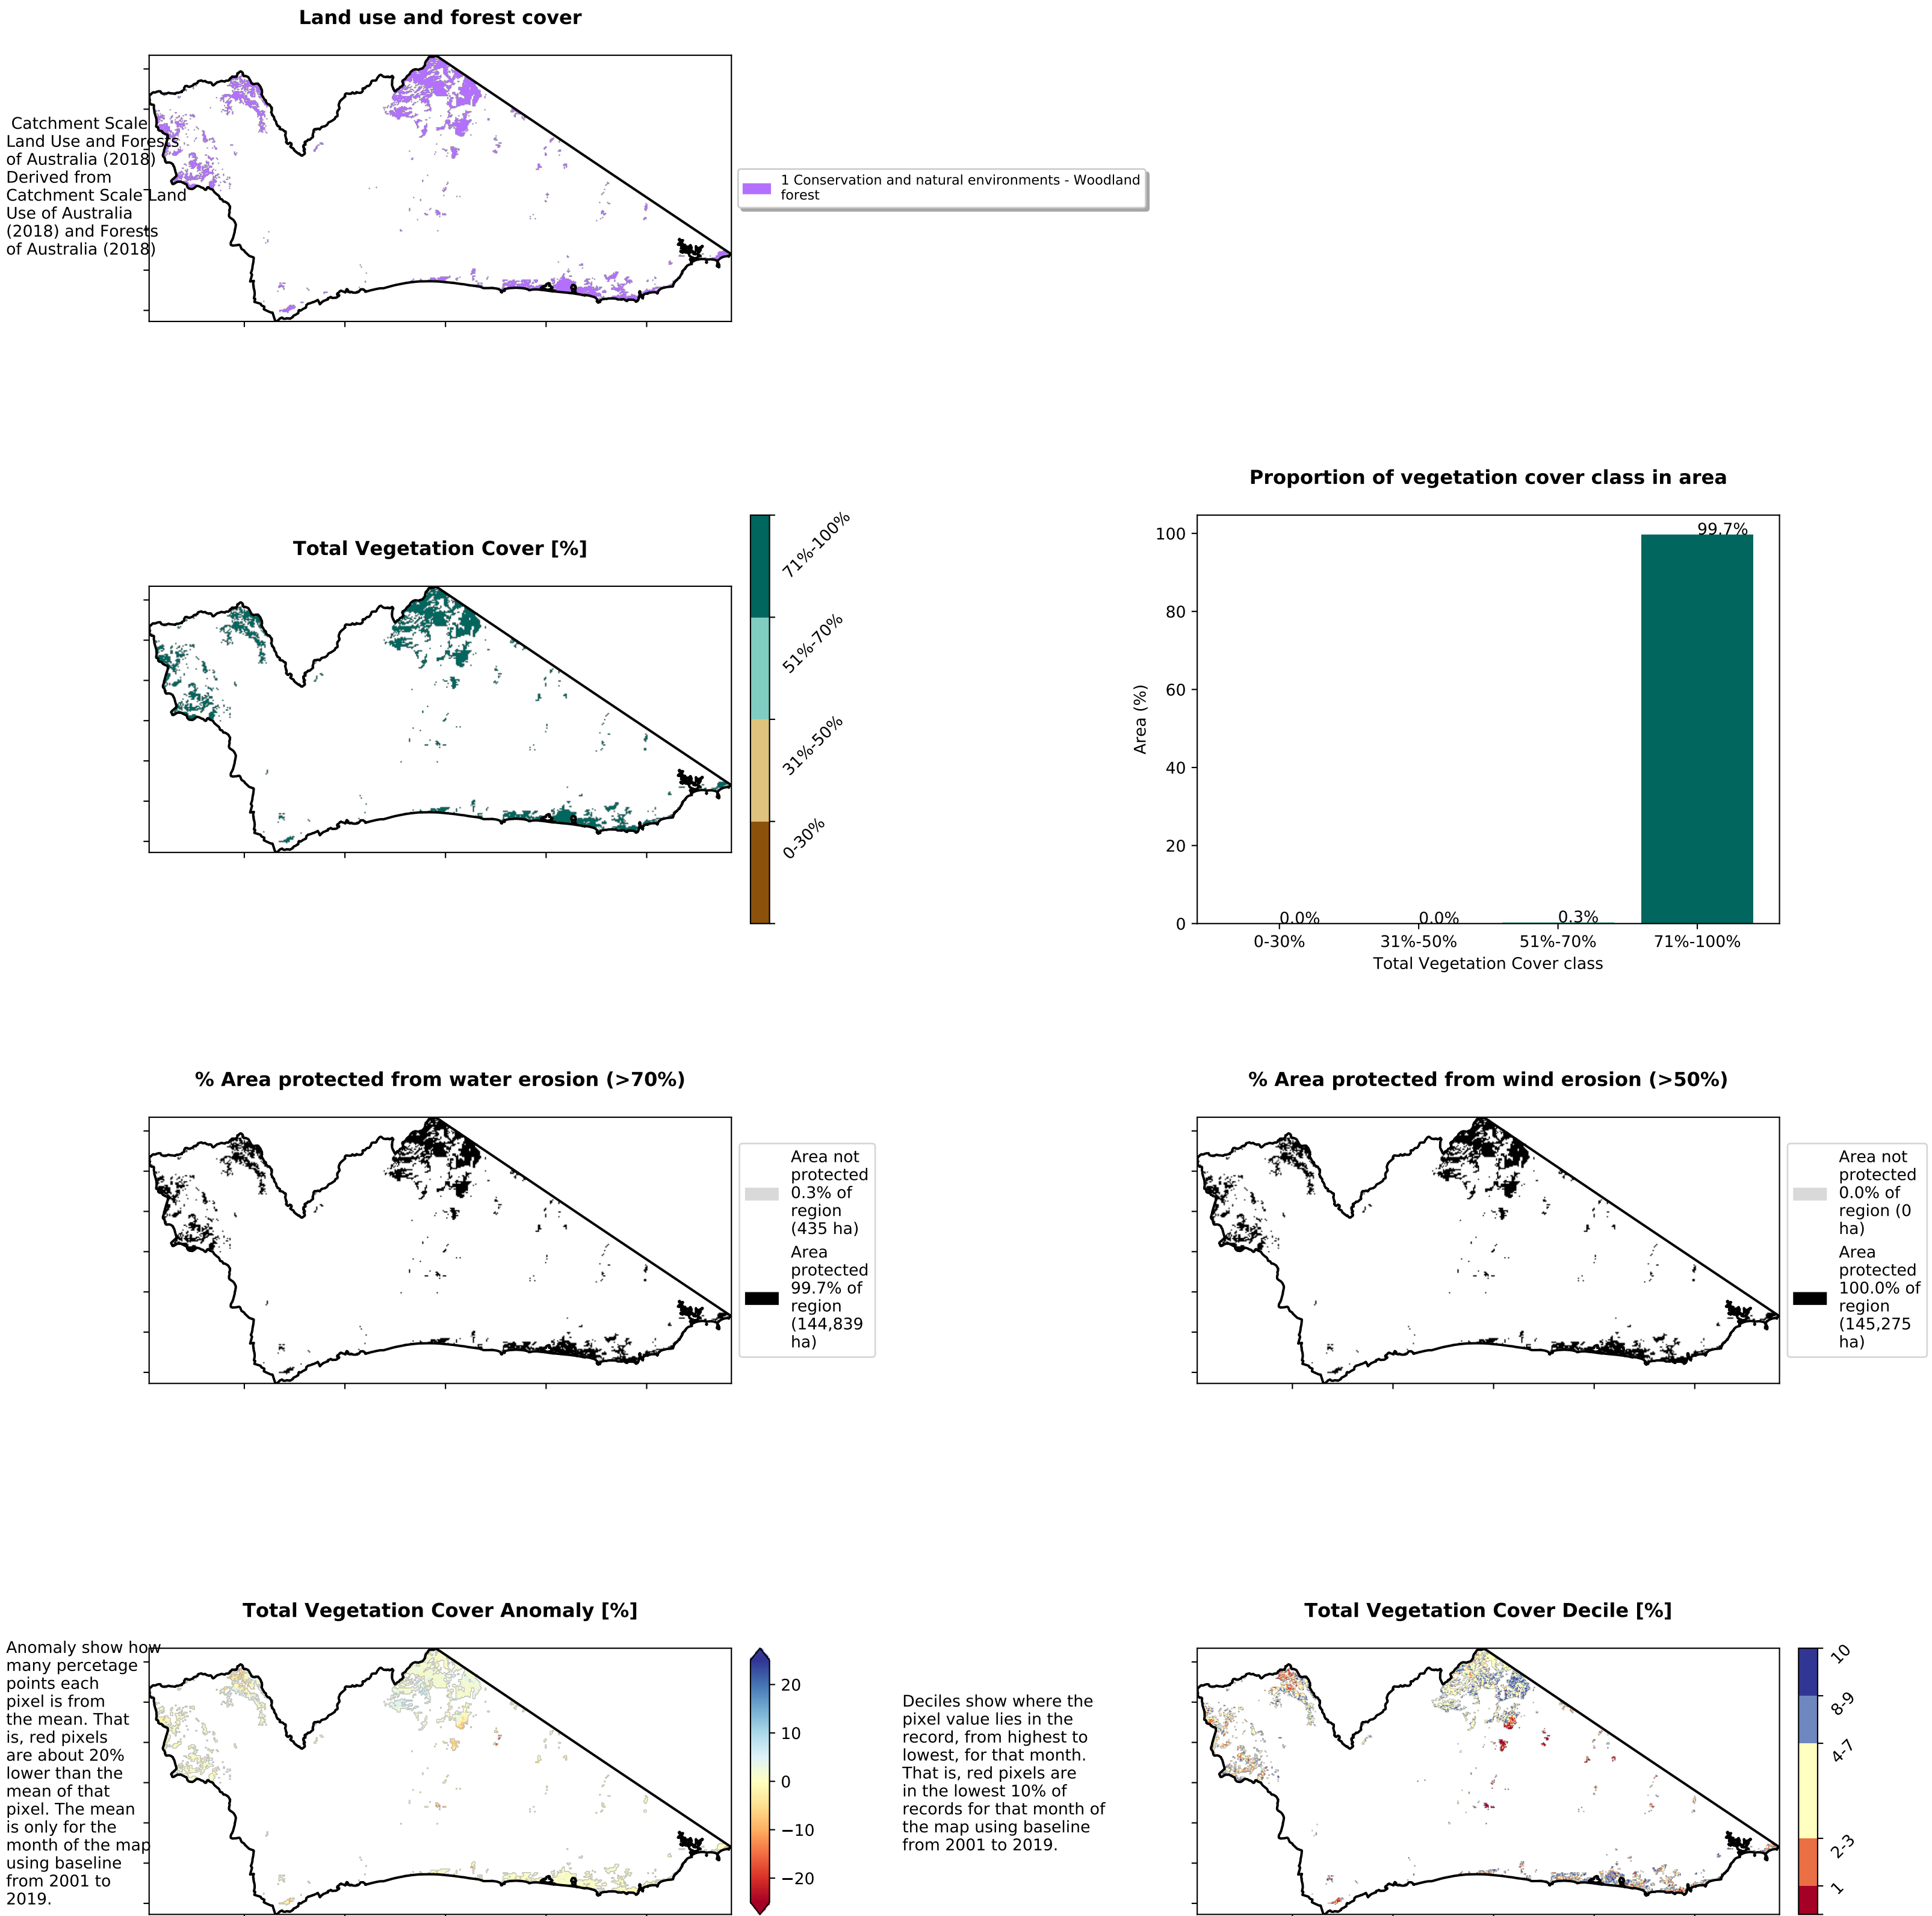 Land use and forest cover
Catchment Scale
Land Use and Forests
of Australia (2018)
Derived from
Catchment Scale Land
Use of Australia
(2018) and Forests
of Australia (2018)
1 Conservation and natural environments - Woodland
forest
Total Vegetation Cover [%]
71%-100%
51%-70%
31%-50%
0-30%
Proportion of vegetation cover class in area
100
80
60
40
20
0
Area (%)
0.0%
0.0%
0.3%
99.7%
0-30%
31%-50%
51%-70%
71%-100%
Total Vegetation Cover class
% Area protected from water erosion (>70%)
Area not
protected
0.3% of
region
(435 ha)
Area
protected
99.7% of
region
(144,839
ha)
% Area protected from wind erosion (>50%)
Area not
protected
0.0% of
region (0
ha)
Area
protected
100.0% of
region
(145,275
ha)
Total Vegetation Cover Anomaly [%]
Anomaly show how
many percetage
points each
pixel is from
the mean. That
is, red pixels
are about 20%
lower than the
mean of that
pixel. The mean
is only for the
month of the map
using baseline
from 2001 to
2019.
20
10
0
−10
−20
Total Vegetation Cover Decile [%]
Deciles show where the
pixel value lies in the
record, from highest to
lowest, for that month.
That is, red pixels are
in the lowest 10% of
records for that month of
the map using baseline
from 2001 to 2019.
10
8-9
4-7
2-3
1